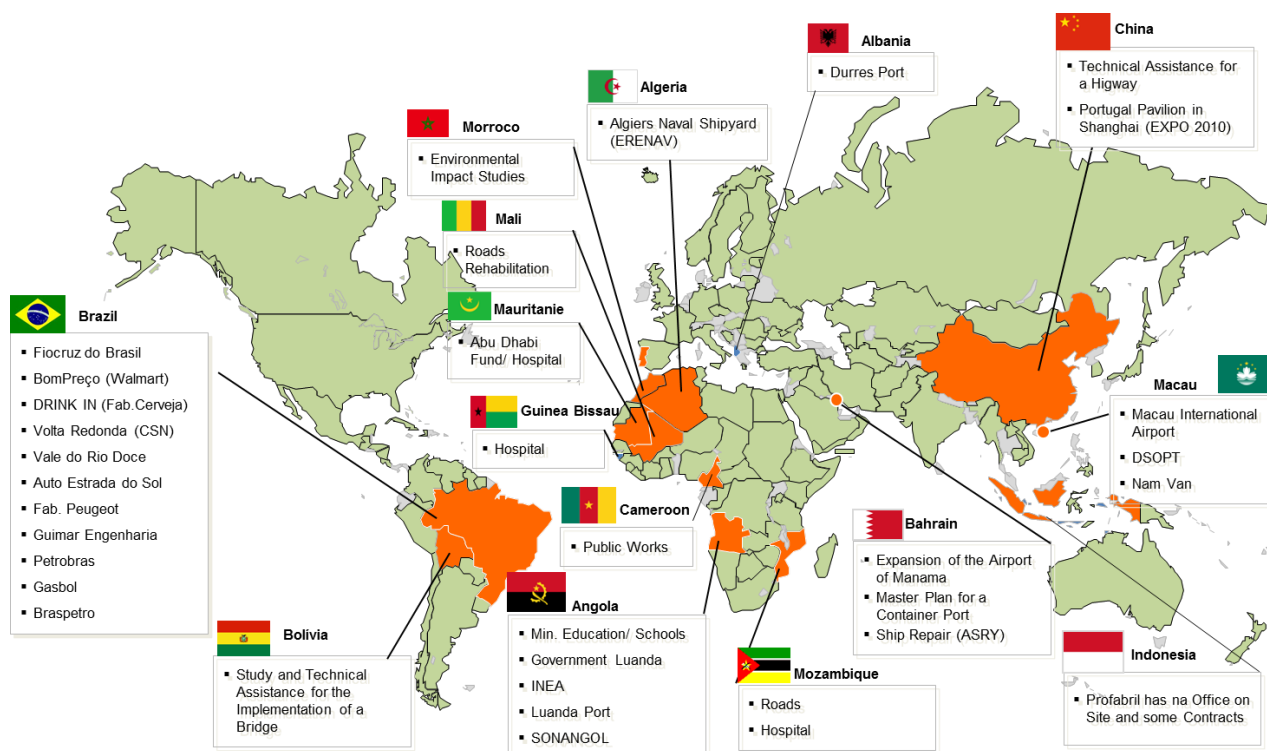 Albania
▪ Durres Port
China
▪ Technical Assistance for
a Higway
▪ Portugal Pavilion in
Shanghai (EXPO 2010)
Algeria
▪ Algiers Naval Shipyard
(ERENAV)
Morroco
▪ Environmental
Impact Studies
Mali
▪ Roads
Rehabilitation
Mauritanie
▪ Abu Dhabi
Fund/ Hospital
Guinea Bissau
▪ Hospital
Brazil
▪ Fiocruz do Brasil
▪ BomPreço (Walmart)
▪ DRINK IN (Fab.Cerveja)
▪ Volta Redonda (CSN)
▪ Vale do Rio Doce
▪ Auto Estrada do Sol
▪ Fab. Peugeot
▪ Guimar Engenharia
▪ Petrobras
▪ Gasbol
▪ Braspetro
Macau
▪ Macau International
Airport
▪ DSOPT
▪ Nam Van
Cameroon
▪ Public Works
Bahrain
▪ Expansion of the Airport
of Manama
▪ Master Plan for a
Container Port
▪ Ship Repair (ASRY)
Bolívia
▪ Study and Technical
Assistance for the
Implementation of a
Bridge
Angola
▪ Min. Education/ Schools
▪ Government Luanda
▪ INEA
▪ Luanda Port
▪ SONANGOL
Mozambique
▪ Roads
▪ Hospital
Indonesia
▪ Profabril has na Office on
Site and some Contracts